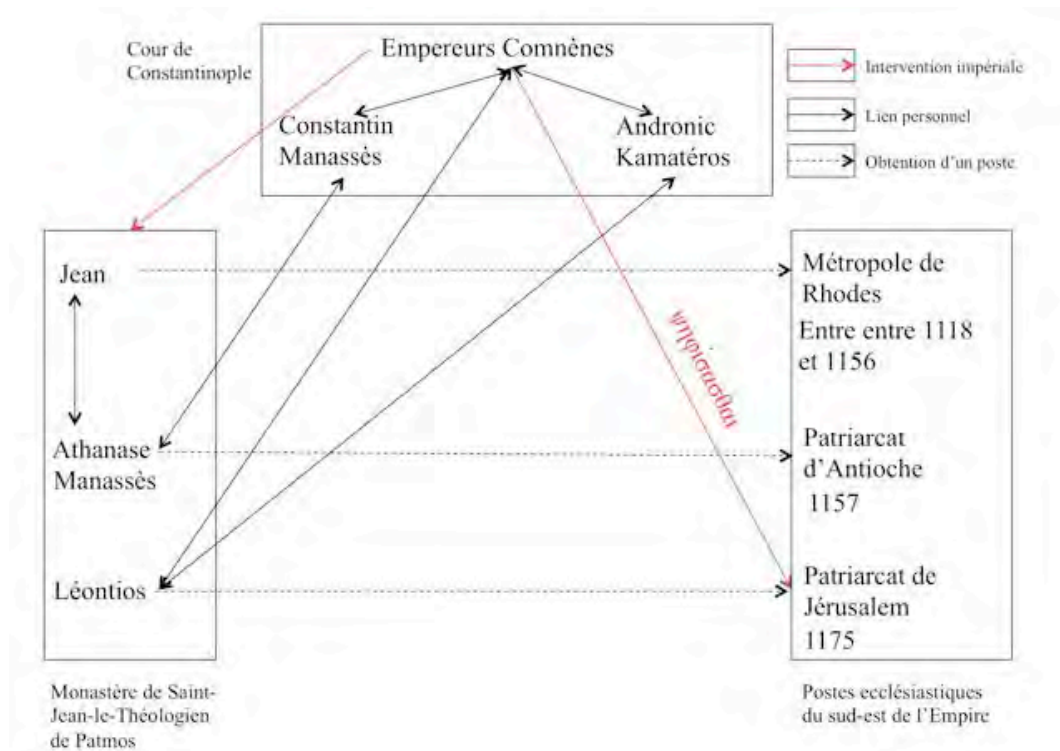 Cour de
Constantinople
Empereurs Comnènes
Constantin
Manassès
Andronic
Kamatéros
Intervention impériale
Lien personnel
Obtention d'un poste
Jean
Athanase
Manassès
Léontios
ψηφίσασθαι
Métropole de
Rhodes
Entre entre 1118
et 1156
Patriarcat
d'Antioche
1157
Patriarcat de
Jérusalem
1175
Monastère de Saint-
Jean-le-Théologien
de Patmos
Postes ecclésiastiques
du sud-est de l'Empire